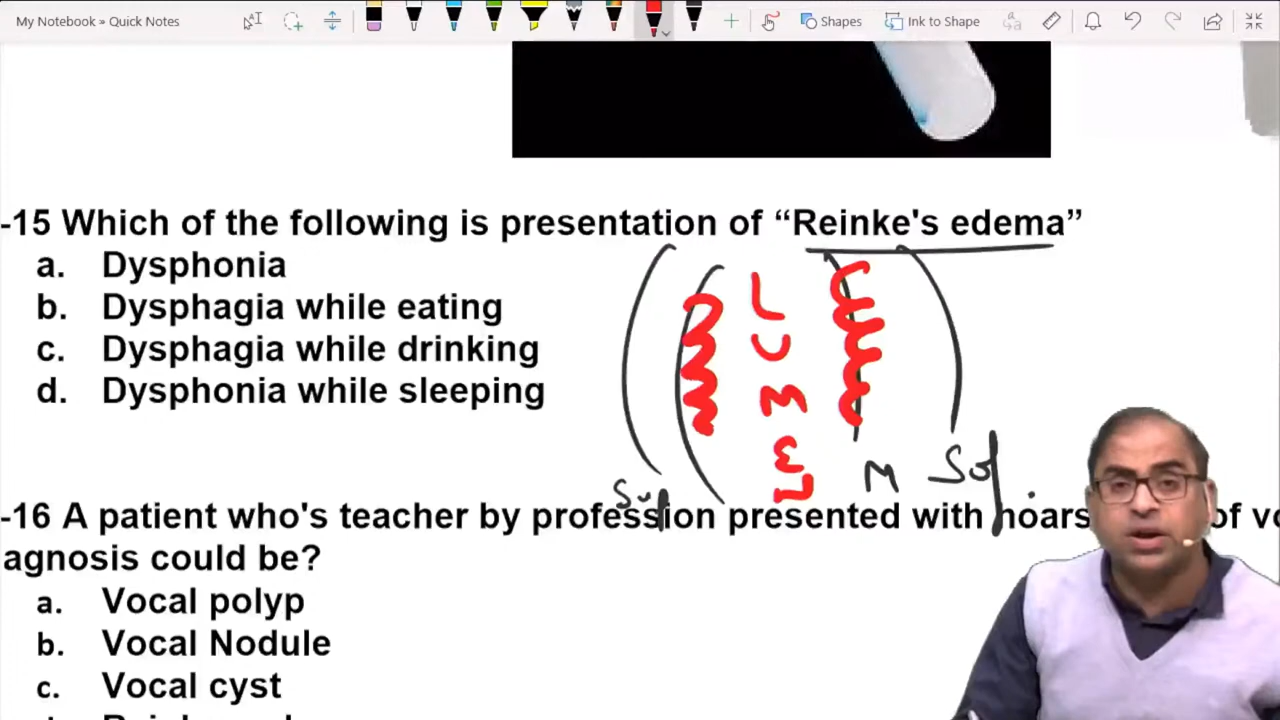 My Notebook » Quick Notes
Shapes
Ink to Shape
-15 Which of the following is presentation of “Reinke's edema”
a. Dysphonia
b. Dysphagia while eating
c. Dysphagia while drinking
d. Dysphonia while sleeping
L
U
M
E
M
-16 A patient who's teacher by profession presented with hoars of vo
agnosis could be?
a. Vocal polyp
b. Vocal Nodule
c. Vocal cyst